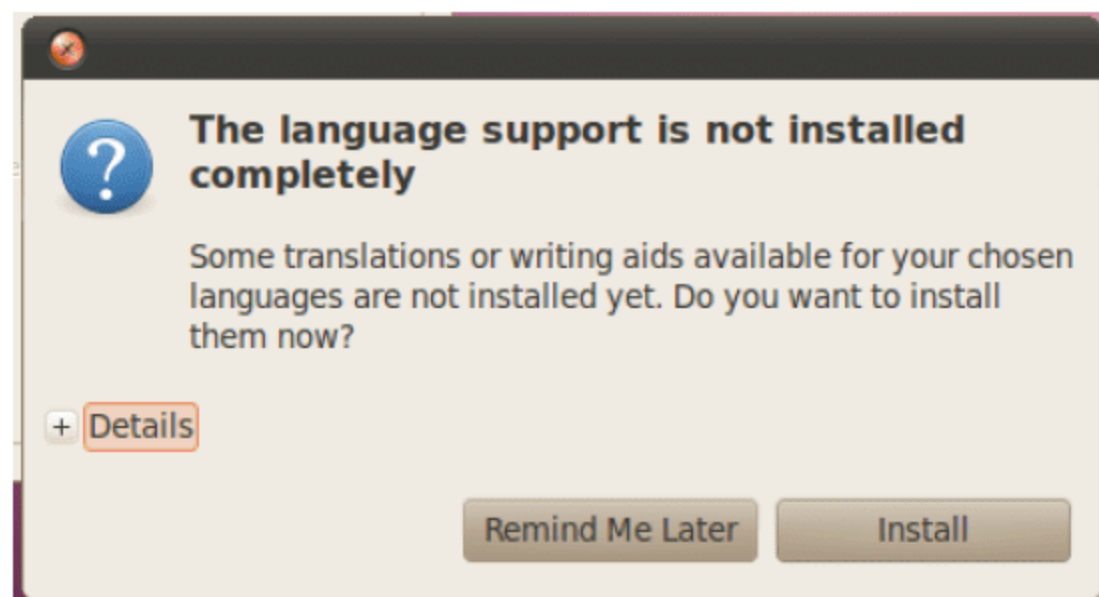 The language support is not installed
completely
Some translations or writing aids available for your chosen
languages are not installed yet. Do you want to install
them now?
+ Details
Remind Me Later Install